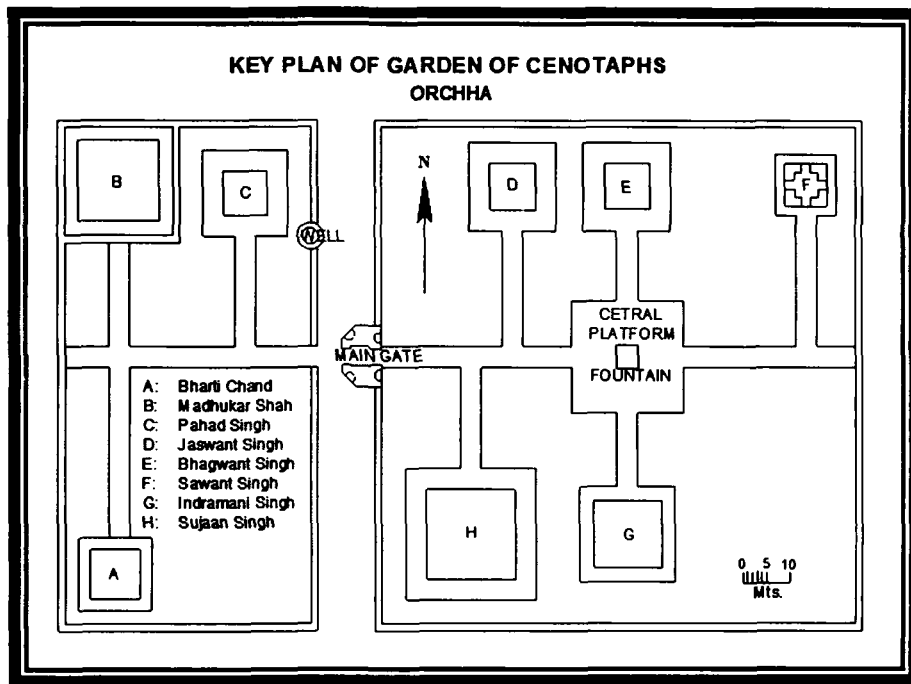 KEY PLAN OF GARDEN OF CENOTAPHS
ORCHHA
B
C
WELL
N
D
E
F
CETRAL
PLATFORM
MAIN GATE
FOUNTAIN
A: Bharti Chand
B: Madhukar Shah
C: Pahad Singh
D: Jaswant Singh
E: Bhagwant Singh
F: Sawant Singh
G: Indramani Singh
H: Sujaan Singh
A
H
G
0 5 10
Mts.